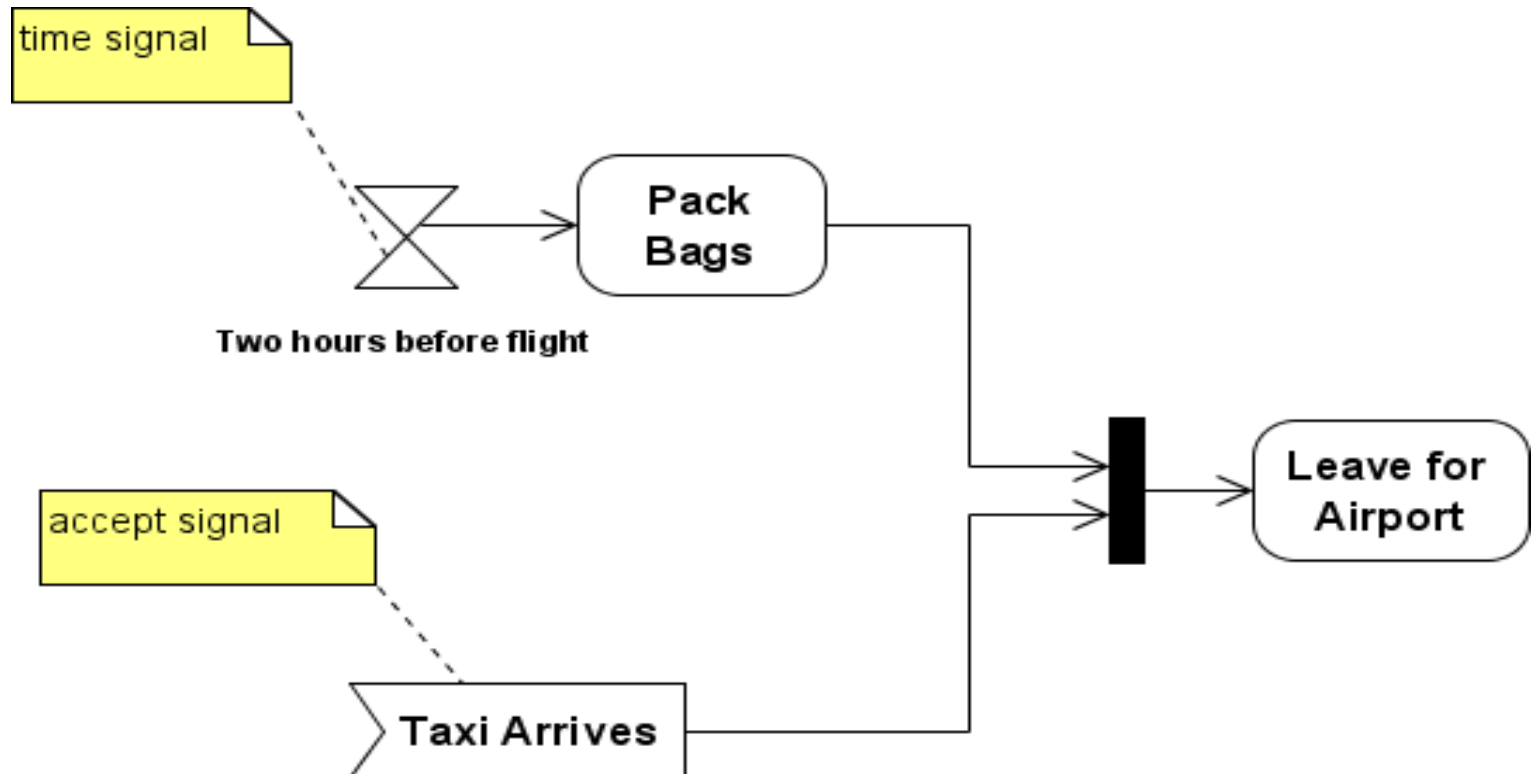 time signal
Pack
Bags
Two hours before flight
accept signal
Leave for
Airport
Taxi Arrives